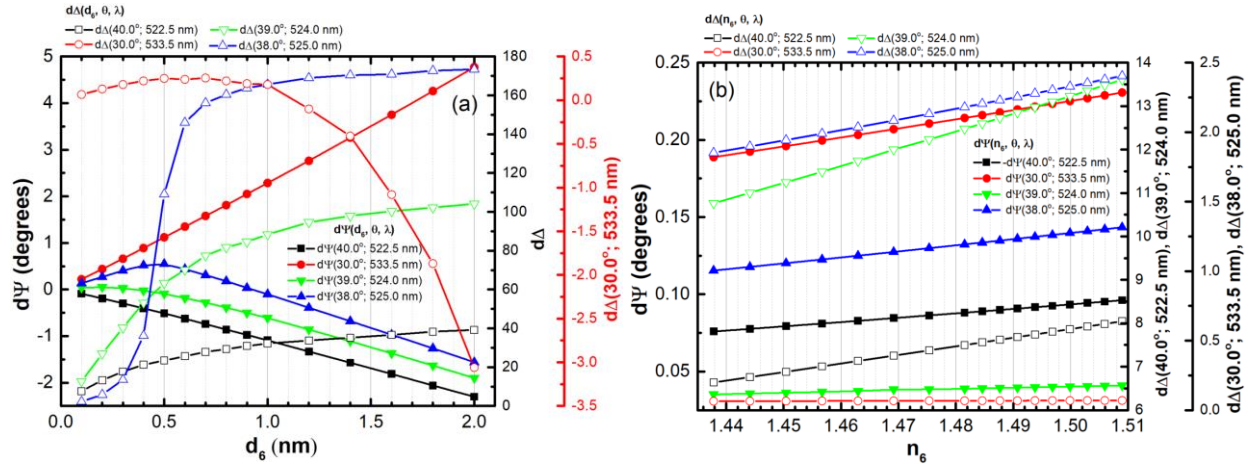 dΔ(d₆, θ, λ)
dΔ(40.0°; 522.5 nm)
dΔ(39.0°; 524.0 nm)
dΔ(30.0°; 533.5 nm)
dΔ(38.0°; 525.0 nm)
(a)
dΨ (degrees)
5
4
3
2
1
0
-1
-2
dΨ(d₆, θ, λ)
dΨ(40.0°; 522.5 nm)
dΨ(30.0°; 533.5 nm)
dΨ(39.0°; 524.0 nm)
dΨ(38.0°; 525.0 nm)
180
160
140
120
100
80
60
40
20
0
dΔ
0.5
0.0
-0.5
-1.0
-1.5
-2.0
-2.5
-3.0
-3.5
dΔ(30.0°; 533.5 nm)
0.0 0.5 1.0 1.5 2.0
d₆ (nm)
dΔ(n₆, θ, λ)
dΔ(40.0°; 522.5 nm)
dΔ(39.0°; 524.0 nm)
dΔ(30.0°; 533.5 nm)
dΔ(38.0°; 525.0 nm)
(b)
dΨ (degrees)
0.25
0.20
0.15
0.10
0.05
dΨ(n₆, θ, λ)
-dΨ(40.0°; 522.5 nm)
dΨ(30.0°; 533.5 nm)
dΨ(39.0°; 524.0 nm)
dΨ(38.0°; 525.0 nm)
14
13
12
11
10
9
8
7
6
dΔ(40.0°; 522.5 nm), dΔ(39.0°; 524.0 nm)
2.5
2.0
1.5
1.0
0.5
0.0
dΔ(30.0°; 533.5 nm), dΔ(38.0°; 525.0 nm)
1.44 1.45 1.46 1.47 1.48 1.49 1.50 1.51
n₆